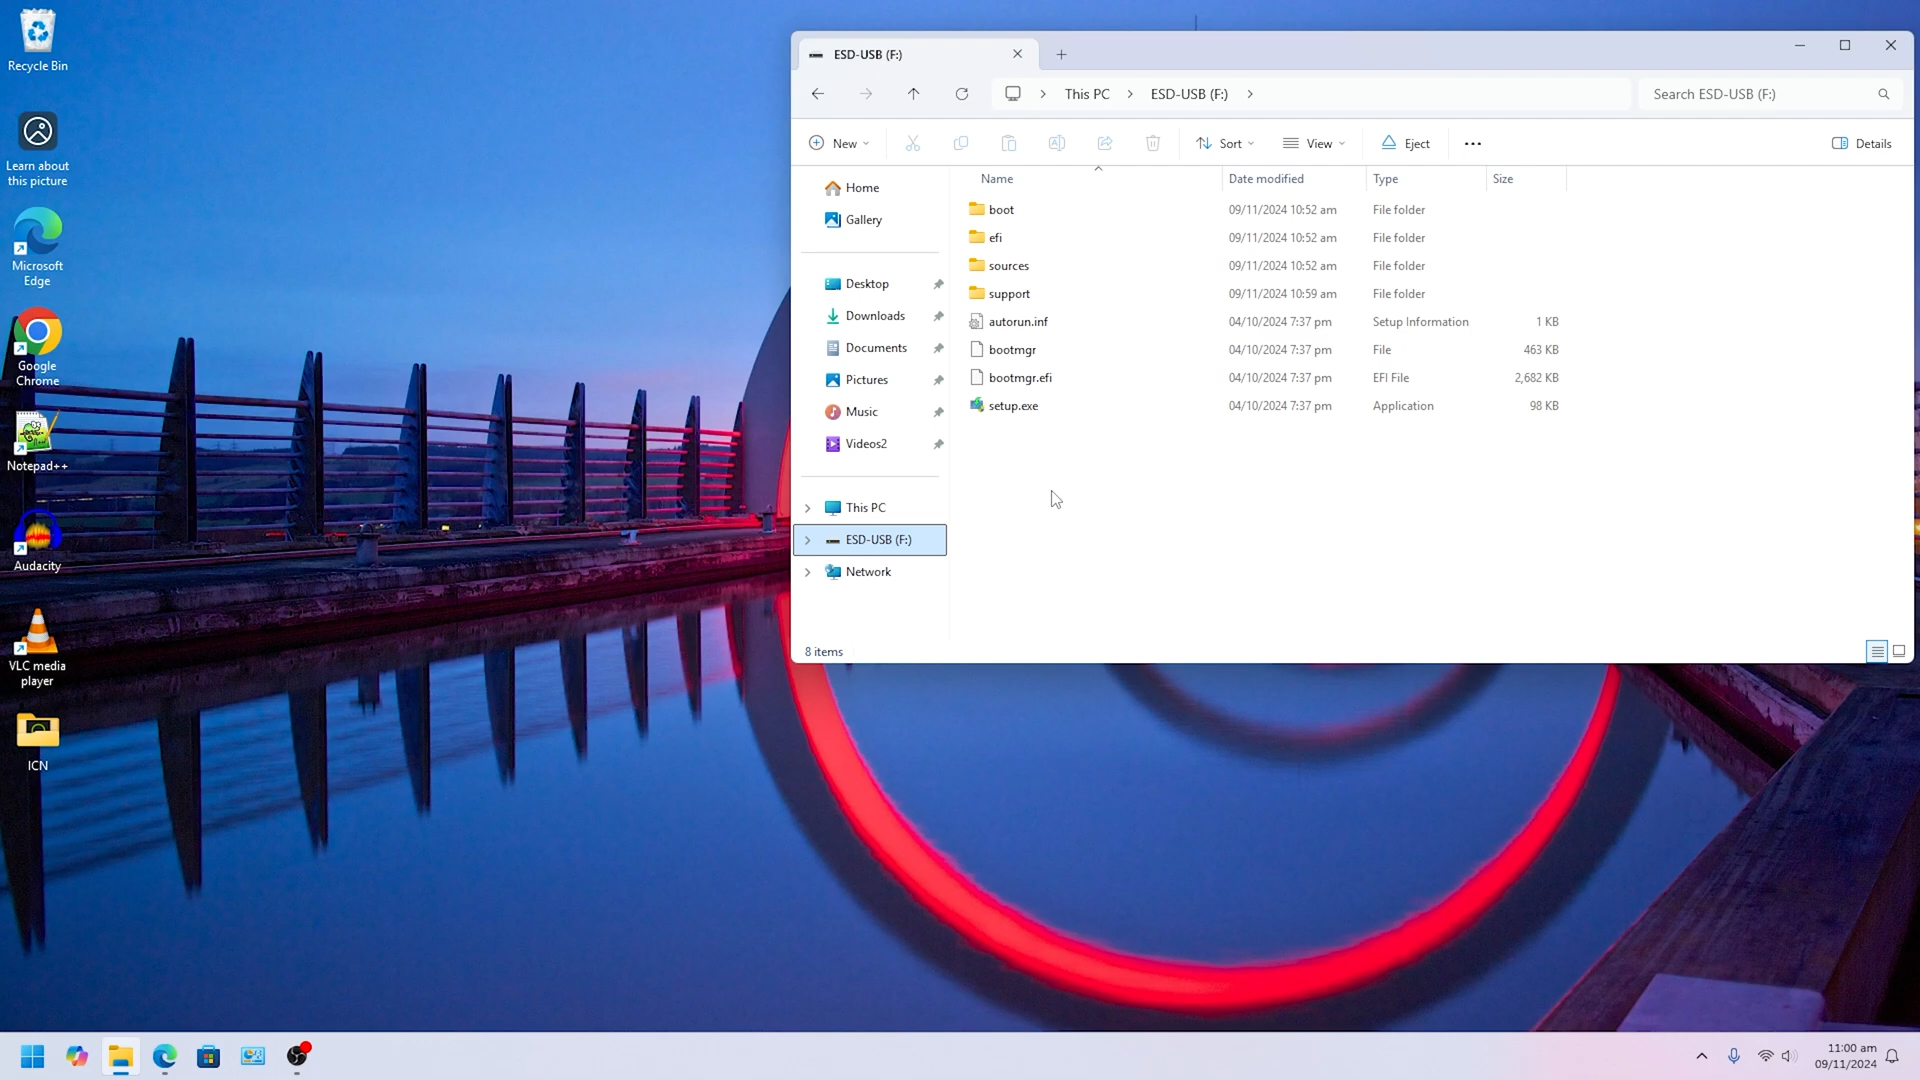 Recycle Bin
Learn about
this picture
Microsoft
Edge
Google
Chrome
Notepad++
Audacity
VLC media
player
ICN
ESD-USB (F:)
This PC
ESD-USB (F:)
Search ESD-USB (F:)
New
Sort
View
Eject
Details
Home
Gallery
Desktop
Downloads
Documents
Pictures
Music
Videos2
This PC
ESD-USB (F:)
Network
Name Date modified Type Size
boot 09/11/2024 10:52 am File folder
efi 09/11/2024 10:52 am File folder
sources 09/11/2024 10:52 am File folder
support 09/11/2024 10:59 am File folder
autorun.inf 04/10/2024 7:37 pm Setup Information 1 KB
bootmgr 04/10/2024 7:37 pm File 463 KB
bootmgr.efi 04/10/2024 7:37 pm EFI File 2,682 KB
setup.exe 04/10/2024 7:37 pm Application 98 KB
8 items
11:00 am
09/11/2024